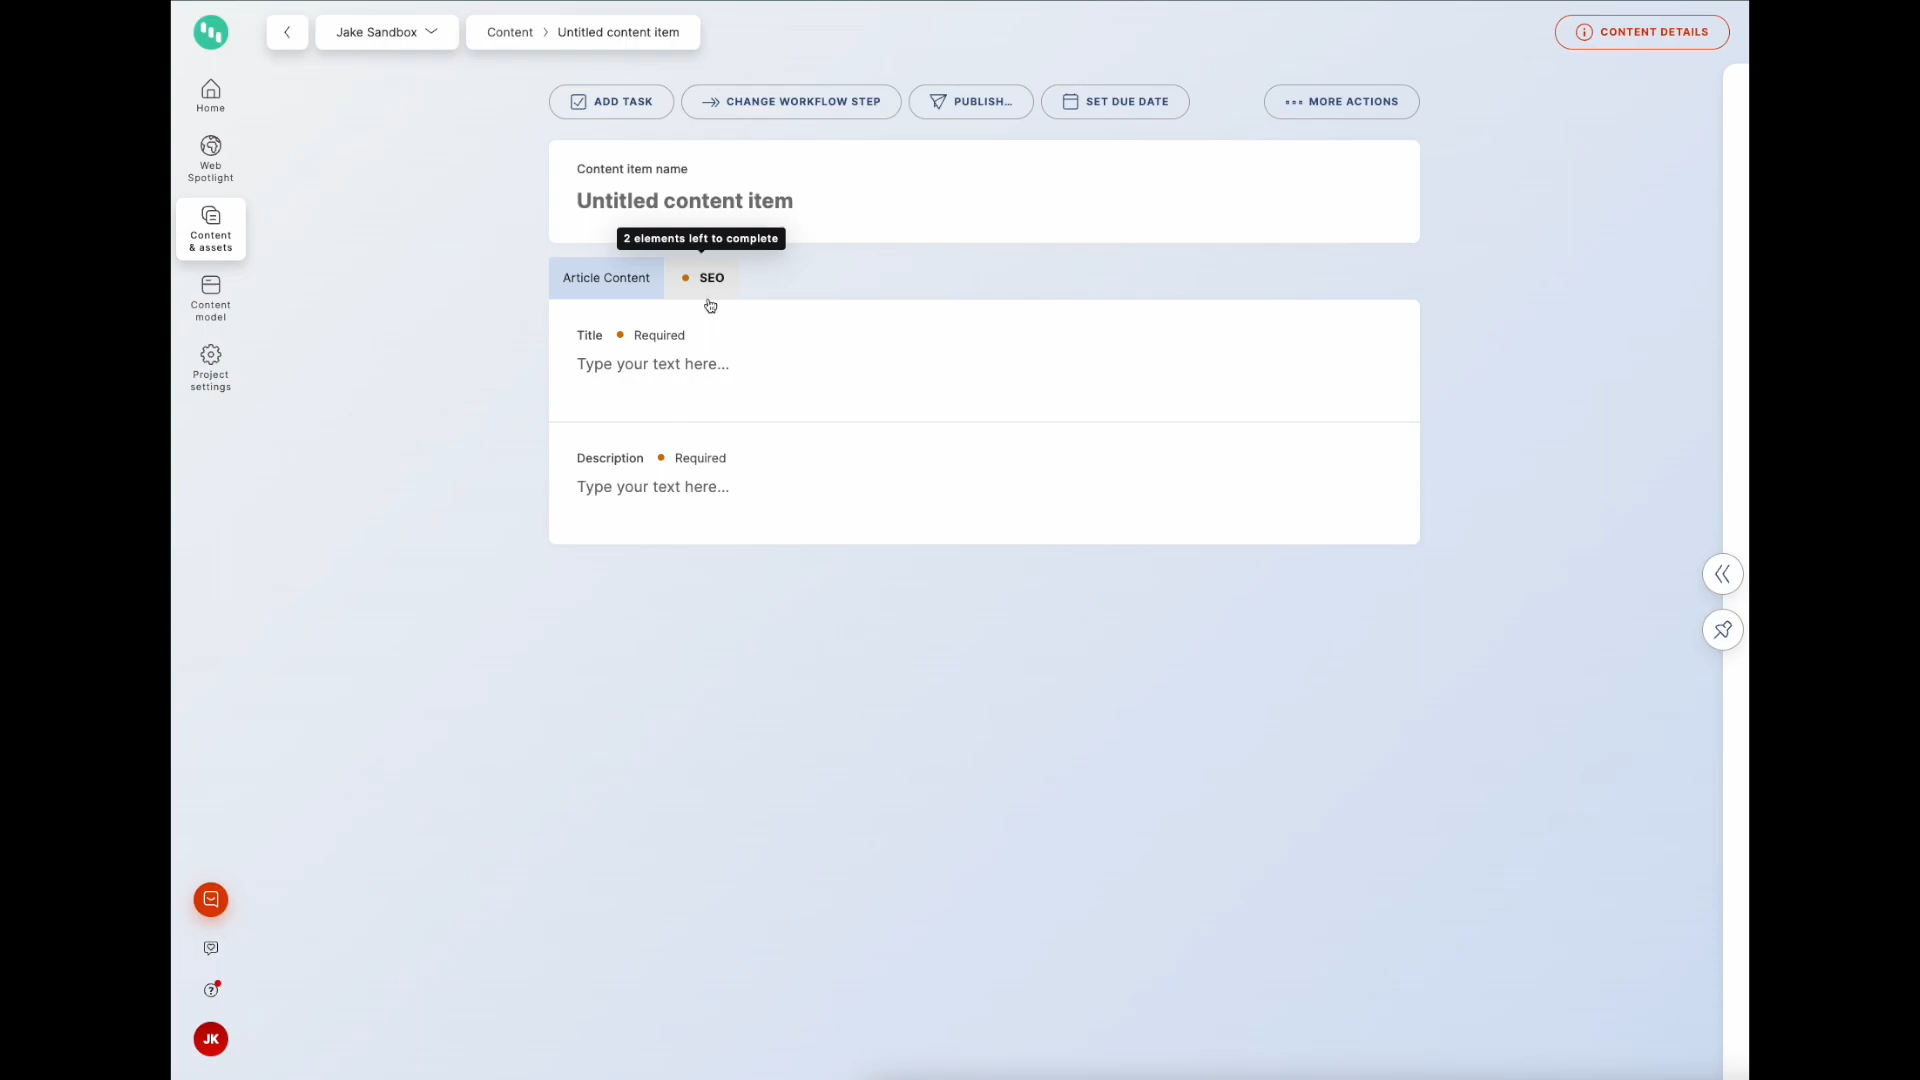 Jake Sandbox
Content > Untitled content item
CONTENT DETAILS
Home
Web
Spotlight
Content
& assets
Content
model
Project
settings
ADD TASK
CHANGE WORKFLOW STEP
PUBLISH...
SET DUE DATE
MORE ACTIONS
Content item name
Untitled content item
2 elements left to complete
Article Content
SEO
Title • Required
Type your text here...
Description • Required
Type your text here...
JK